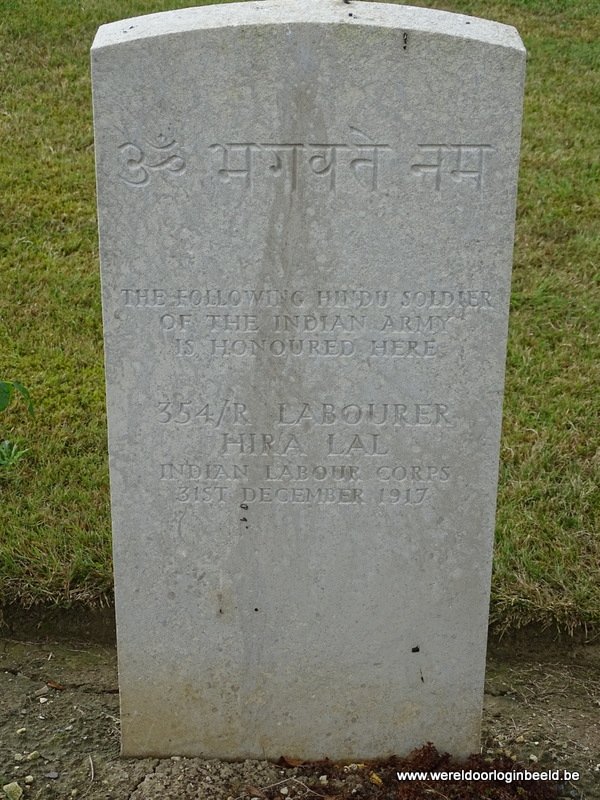 ॐ भगवते नम
THE FOLLOWING HINDU SOLDIER
OF THE INDIAN ARMY
IS HONOURED HERE
354/R LABOURER
HIRA LAL
INDIAN LABOUR CORPS
31ST DECEMBER 1917
www.wereldoorloginbeeld.be